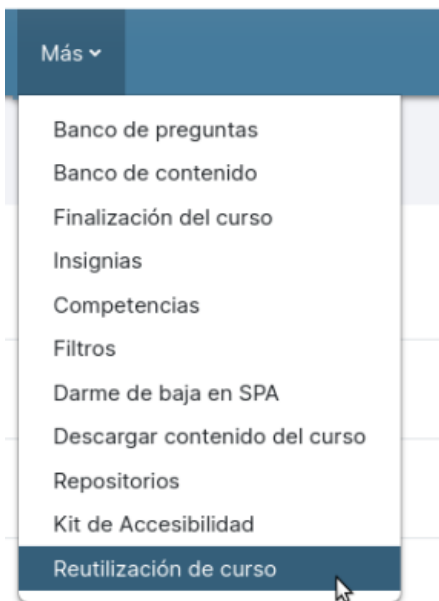 Más
Banco de preguntas
Banco de contenido
Finalización del curso
Insignias
Competencias
Filtros
Darme de baja en SPA
Descargar contenido del curso
Repositorios
Kit de Accesibilidad
Reutilización de curso